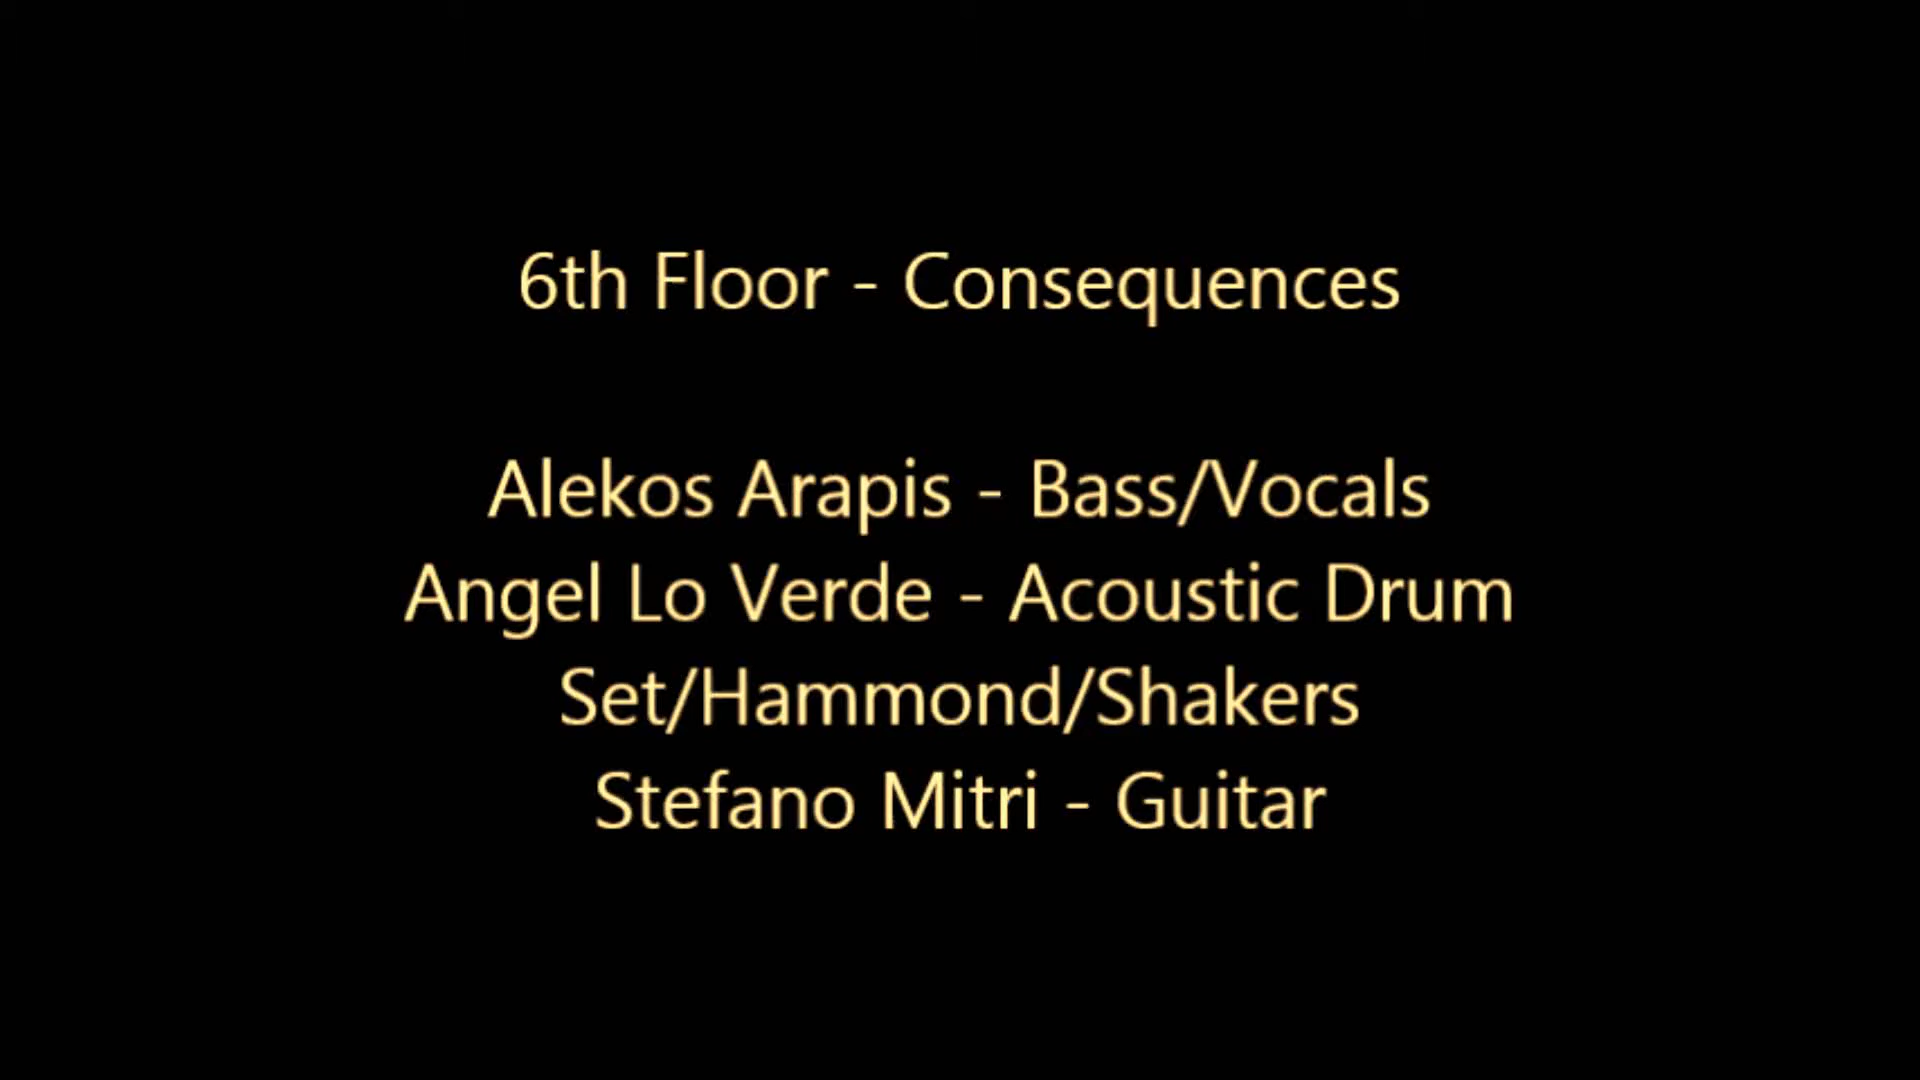 6th Floor - Consequences
Alekos Arapis - Bass/Vocals
Angel Lo Verde - Acoustic Drum
Set/Hammond/Shakers
Stefano Mitri - Guitar